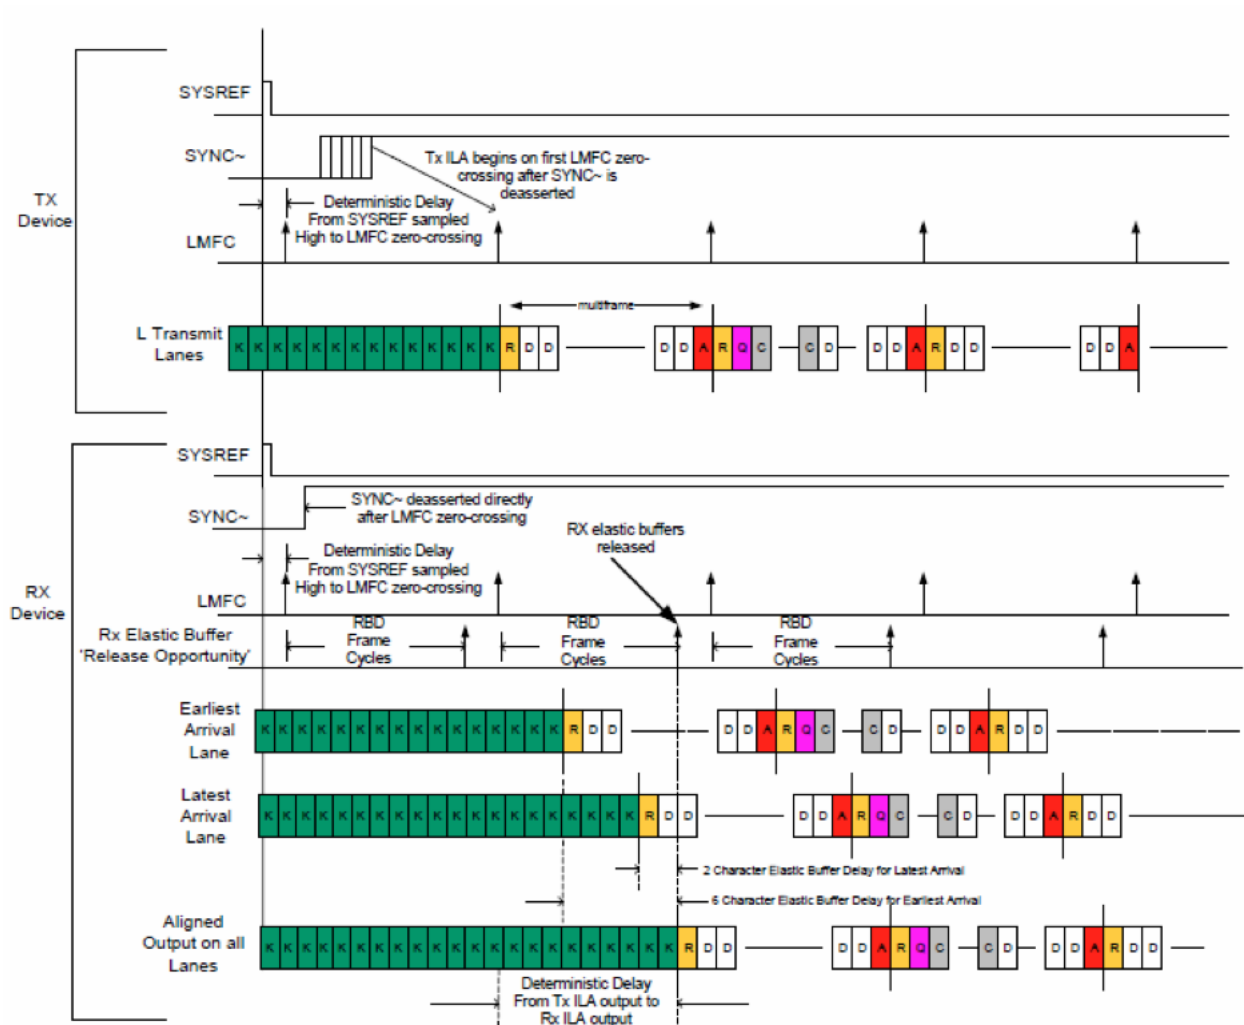 SYSREF
SYNC~
Tx ILA begins on first LMFC zero-
crossing after SYNC~ is
deasserted
TX
Device
Deterministic Delay
From SYSREF sampled
High to LMFC zero-crossing
LMFC
multiframe
L Transmit
Lanes
K K K K K K K K K K K K K K R D D D D A R Q C C D D D A R D D D D A
SYSREF
SYNC~
SYNC~ deasserted directly
after LMFC zero-crossing
RX elastic buffers
released
Deterministic Delay
From SYSREF sampled
High to LMFC zero-crossing
RX
Device
LMFC
Rx Elastic Buffer
'Release Opportunity'
RBD
Frame
Cycles
RBD
Frame
Cycles
RBD
Frame
Cycles
Earliest
Arrival
Lane
K K K K K K K K K K K K K K K K R D D D D A R Q C C D D D A R D D
Latest
Arrival
Lane
K K K K K K K K K K K K K K K K K K K K R D D D D A R Q C C D D D A R D D
2 Character Elastic Buffer Delay for Latest Arrival
6 Character Elastic Buffer Delay for Earliest Arrival
Aligned
Output on all
Lanes
K K K K K K K K K K K K K K K K K K K K K K R D D D D A R Q C C D D D A R D D
Deterministic Delay
From Tx ILA output to
Rx ILA output